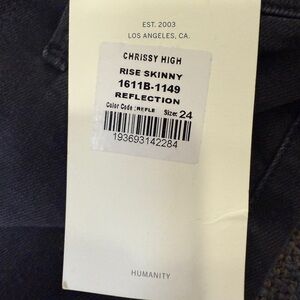 EST. 2003
LOS ANGELES, CA.
CHRISSY HIGH
RISE SKINNY
1611B-1149
REFLECTION
Color Code :REFLE Size: 24
193693142284
HUMANITY